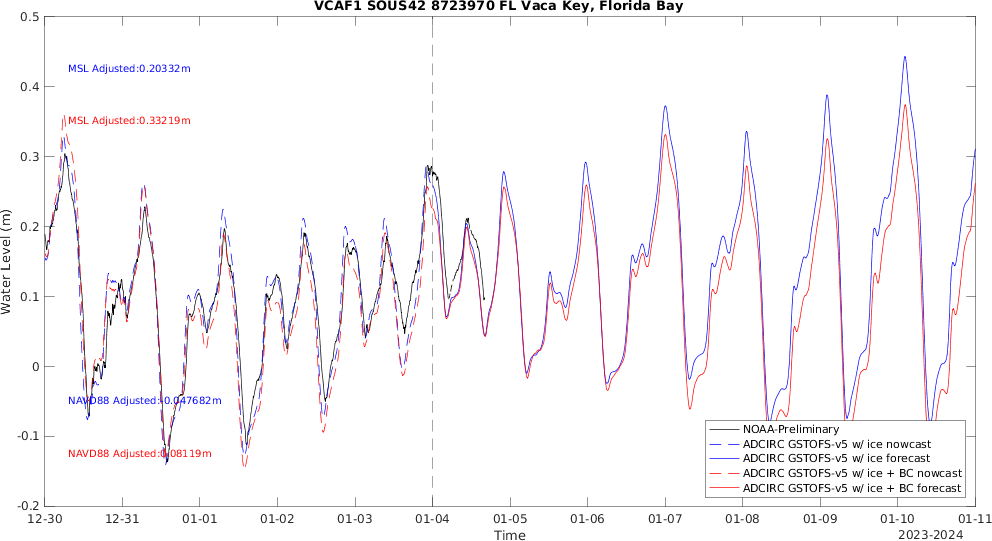 VCAF1 SOUS42 8723970 FL Vaca Key, Florida Bay
Water Level (m)
0.5
0.4
0.3
0.2
0.1
0
-0.1
-0.2
MSL Adjusted:0.20332m
MSL Adjusted:0.33219m
NAVD88 Adjusted:-0.047682m
NAVD88 Adjusted:0.08119m
NOAA-Preliminary
ADCIRC GSTOFS-v5 w/ ice nowcast
ADCIRC GSTOFS-v5 w/ ice forecast
ADCIRC GSTOFS-v5 w/ ice + BC nowcast
ADCIRC GSTOFS-v5 w/ ice + BC forecast
12-30 12-31 01-01 01-02 01-03 01-04 01-05 01-06 01-07 01-08 01-09 01-10 01-11
Time
2023-2024